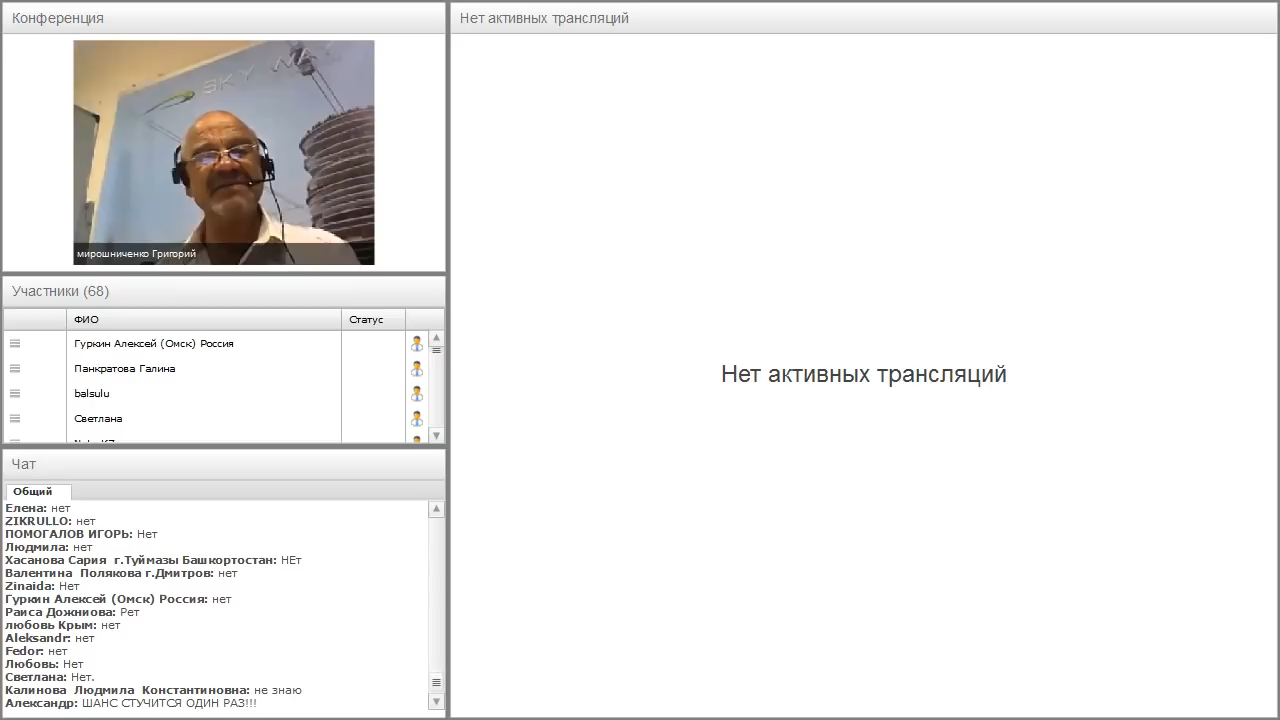 Конференция
SKY WA
мирошниченко Григорий
Участники (68)
ФИО Статус
Гуркин Алексей (Омск) Россия
Панкратова Галина
balsulu
Светлана
Чат
Общий
Елена: нет
ZIKRULLO: нет
ПОМОГАЛОВ ИГОРЬ: Нет
Людмила: нет
Хасанова Сария г.Туймазы Башкортостан: НЕт
Валентина Полякова г.Дмитров: нет
Zinaida: Нет
Гуркин Алексей (Омск) Россия: нет
Раиса Дожниова: Рет
любовь Крым: нет
Aleksandr: нет
Fedor: нет
Любовь: Нет
Светлана: Нет.
Калинова Людмила Константиновна: не знаю
Александр: ШАНС СТУЧИТСЯ ОДИН РАЗ!!!
Нет активных трансляций
Нет активных трансляций